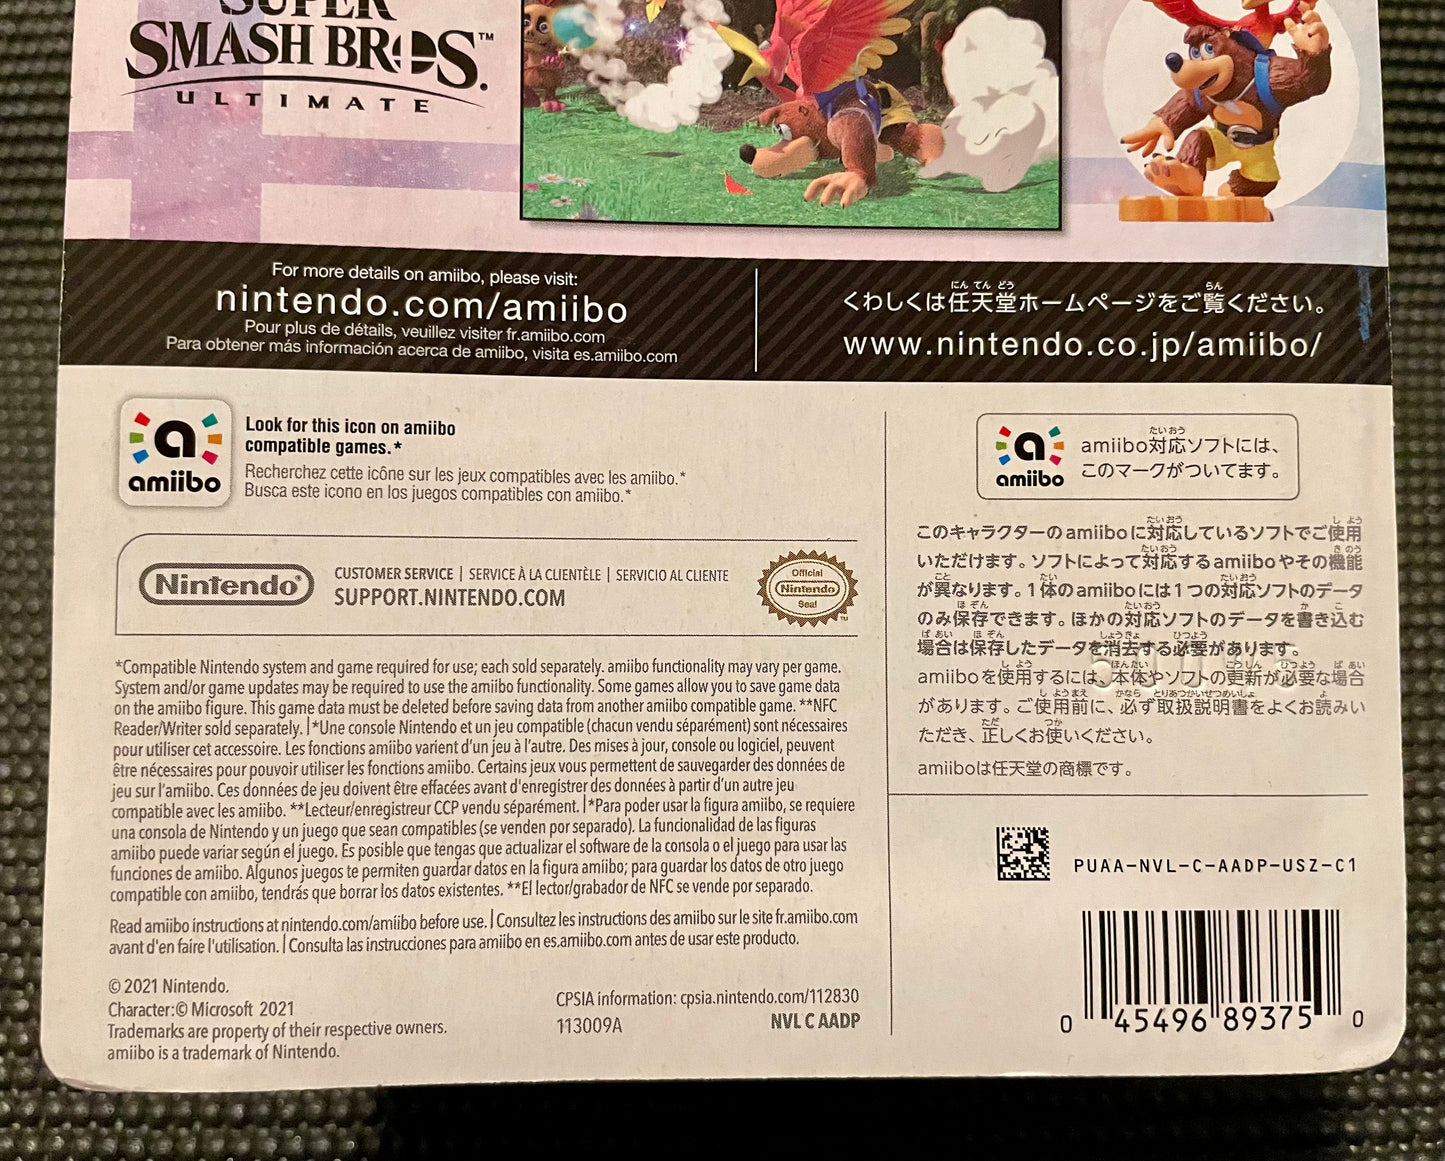 SUPER
SMASH BROS.™
ULTIMATE
For more details on amiibo, please visit:
nintendo.com/amiibo
Pour plus de détails, veuillez visiter fr.amiibo.com
Para obtener más información acerca de amiibo, visita es.amiibo.com
くわしくは任天堂ホームページをご覧ください。
www.nintendo.co.jp/amiibo/
amiibo
Look for this icon on amiibo
compatible games.*
Recherchez cette icône sur les jeux compatibles avec les amiibo.*
Busca este icono en los juegos compatibles con amiibo.*
Nintendo®
CUSTOMER SERVICE | SERVICE À LA CLIENTÈLE | SERVICIO AL CLIENTE
SUPPORT.NINTENDO.COM
Official
Nintendo
Seal
™
*Compatible Nintendo system and game required for use; each sold separately. amiibo functionality may vary per game.
System and/or game updates may be required to use the amiibo functionality. Some games allow you to save game data
on the amiibo figure. This game data must be deleted before saving data from another amiibo compatible game. **NFC
Reader/Writer sold separately. | *Une console Nintendo et un jeu compatible (chacun vendu séparément) sont nécessaires
pour utiliser cet accessoire. Les fonctions amiibo varient d'un jeu à l'autre. Des mises à jour, console ou logiciel, peuvent
être nécessaires pour pouvoir utiliser les fonctions amiibo. Certains jeux vous permettent de sauvegarder des données de
jeu sur l'amiibo. Ces données de jeu doivent être effacées avant d'enregistrer des données à partir d'un autre jeu
compatible avec les amiibo. **Lecteur/enregistreur CCP vendu séparément. | *Para poder usar la figura amiibo, se requiere
una consola de Nintendo y un juego que sean compatibles (se venden por separado). La funcionalidad de las figuras
amiibo puede variar según el juego. Es posible que tengas que actualizar el software de la consola o el juego para usar las
funciones de amiibo. Algunos juegos te permiten guardar datos en la figura amiibo; para guardar los datos de otro juego
compatible con amiibo, tendrás que borrar los datos existentes. **El lector/grabador de NFC se vende por separado.
Read amiibo instructions at nintendo.com/amiibo before use. | Consultez les instructions des amiibo sur le site fr.amiibo.com
avant d'en faire l'utilisation. | Consulta las instrucciones para amiibo en es.amiibo.com antes de usar este producto.
© 2021 Nintendo.
Character:© Microsoft 2021
Trademarks are property of their respective owners.
amiibo is a trademark of Nintendo.
CPSIA information: cpsia.nintendo.com/112830
113009A
NVL C AADP
amiibo
amiibo対応ソフトには、
このマークがついてます。
このキャラクターのamiiboに対応しているソフトでご使用
いただけます。ソフトによって対応するamiiboやその機能
が異なります。1体のamiiboには1つの対応ソフトのデータ
のみ保存できます。ほかの対応ソフトのデータを書き込む
場合は保存したデータを消去する必要があります。
amiiboを使用するには、本体やソフトの更新が必要な場合
があります。ご使用前に、必ず取扱説明書をよくお読みい
ただき、正しくお使いください。
amiiboは任天堂の商標です。
PUAA-NVL-C-AADP-USZ-C1
0 45496 89375 0